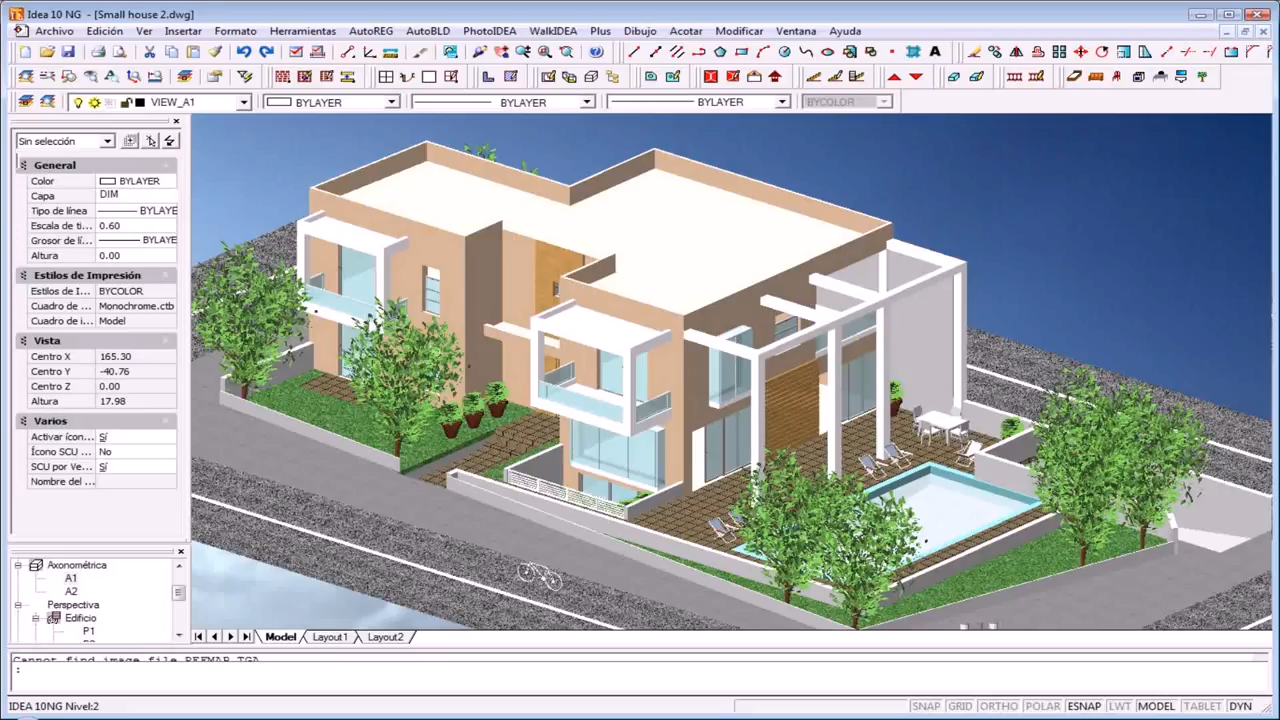 Idea 10 NG - [Small house 2.dwg]
Archivo Edición Ver Insertar Formato Herramientas AutoREG AutoBLD PhotoIDEA WalkIDEA Plus Dibujo Acotar Modificar Ventana Ayuda
A
VIEW_A1 BYLAYER BYLAYER BYLAYER BYCOLOR
Sin selección
General
Color BYLAYER
Capa DIM
Tipo de línea BYLAYE
Escala de ti... 0.60
Grosor de lí... BYLAYE
Altura 0.00
Estilos de Impresión
Estilos de I... BYCOLOR
Cuadro de ... Monochrome.ctb
Cuadro de i... Model
Vista
Centro X 165.30
Centro Y -40.76
Centro Z 0.00
Altura 17.98
Varios
Activar ícon... Sí
Ícono SCU ... No
SCU por Ve... Sí
Nombre del ...
Axonométrica
A1
A2
Perspectiva
Edificio
P1
Model Layout1 Layout2
Cannot find image file REFMAP.TGA
:
IDEA 10NG Nivel:2 SNAP GRID ORTHO POLAR ESNAP LWT MODEL TABLET DYN